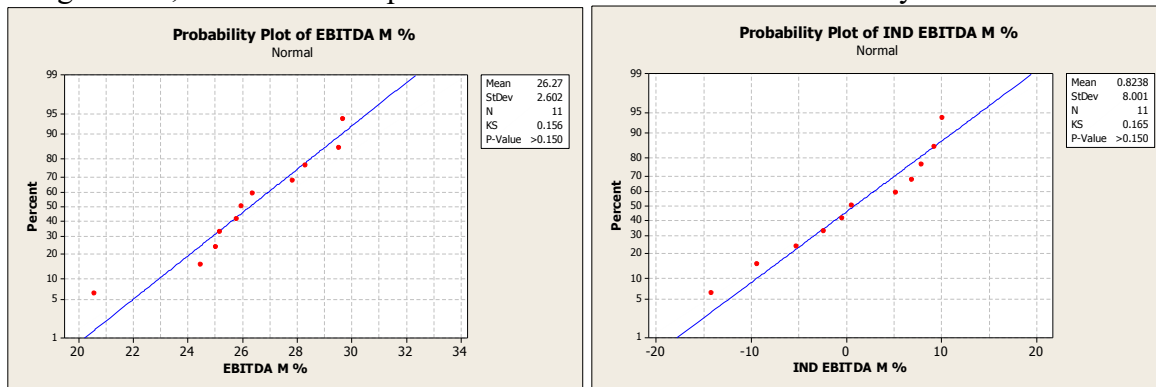 Probability Plot of EBITDA M %
Normal
99
95
90
80
70
60
50
40
30
20
10
5
1
Percent
20 22 24 26 28 30 32 34
EBITDA M %
Mean 26.27
StDev 2.602
N 11
KS 0.156
P-Value >0.150
Probability Plot of IND EBITDA M %
Normal
99
95
90
80
70
60
50
40
30
20
10
5
1
Percent
-20 -10 0 10 20
IND EBITDA M %
Mean 0.8238
StDev 8.001
N 11
KS 0.165
P-Value >0.150